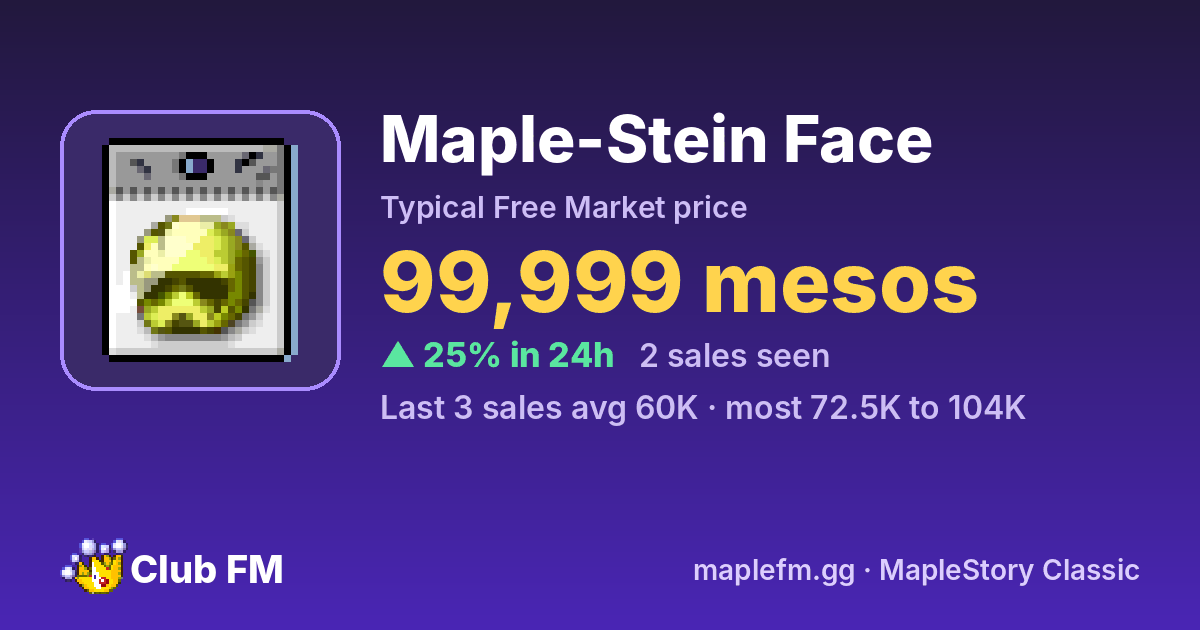 Maple-Stein Face
Typical Free Market price
99,999 mesos
▲ 25% in 24h 2 sales seen
Last 3 sales avg 60K · most 72.5K to 104K
Club FM
maplefm.gg · MapleStory Classic